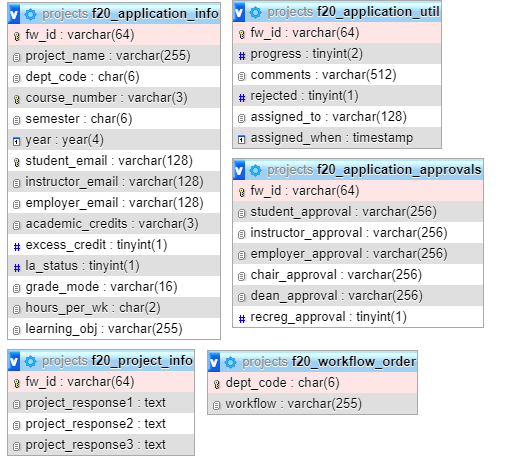 projects f20_application_info
fw_id : varchar(64)
project_name : varchar(255)
dept_code : char(6)
course_number : varchar(3)
semester : char(6)
year : year(4)
student_email : varchar(128)
instructor_email : varchar(128)
employer_email : varchar(128)
academic_credits : varchar(3)
excess_credit : tinyint(1)
la_status : tinyint(1)
grade_mode : varchar(16)
hours_per_wk : char(2)
learning_obj : varchar(255)
projects f20_application_util
fw_id : varchar(64)
progress : tinyint(2)
comments : varchar(512)
rejected : tinyint(1)
assigned_to : varchar(128)
assigned_when : timestamp
projects f20_application_approvals
fw_id : varchar(64)
student_approval : varchar(256)
instructor_approval : varchar(256)
employer_approval : varchar(256)
chair_approval : varchar(256)
dean_approval : varchar(256)
recreg_approval : tinyint(1)
projects f20_project_info
fw_id : varchar(64)
project_response1 : text
project_response2 : text
project_response3 : text
projects f20_workflow_order
dept_code : char(6)
workflow : varchar(255)